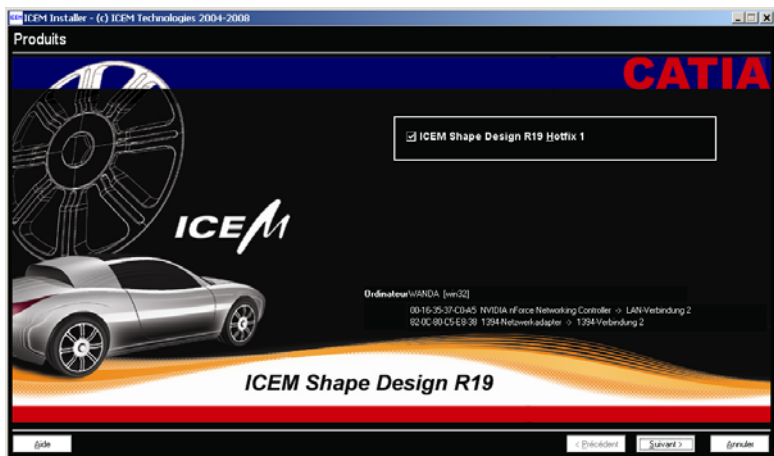 ICEM Installer - (c) ICEM Technologies 2004-2008
Produits
CATIA
ICEM Shape Design R19 Hotfix 1
ICEM
Ordinateur WANDA [win32]
00-16-35-37-C0-A5 NVIDIA nForce Networking Controller -> LAN-Verbindung 2
82-0C-80-C5-E8-38 1394-Netzwerkadapter -> 1394-Verbindung 2
ICEM Shape Design R19
Aide
< Précédent
Suivant >
Annuler